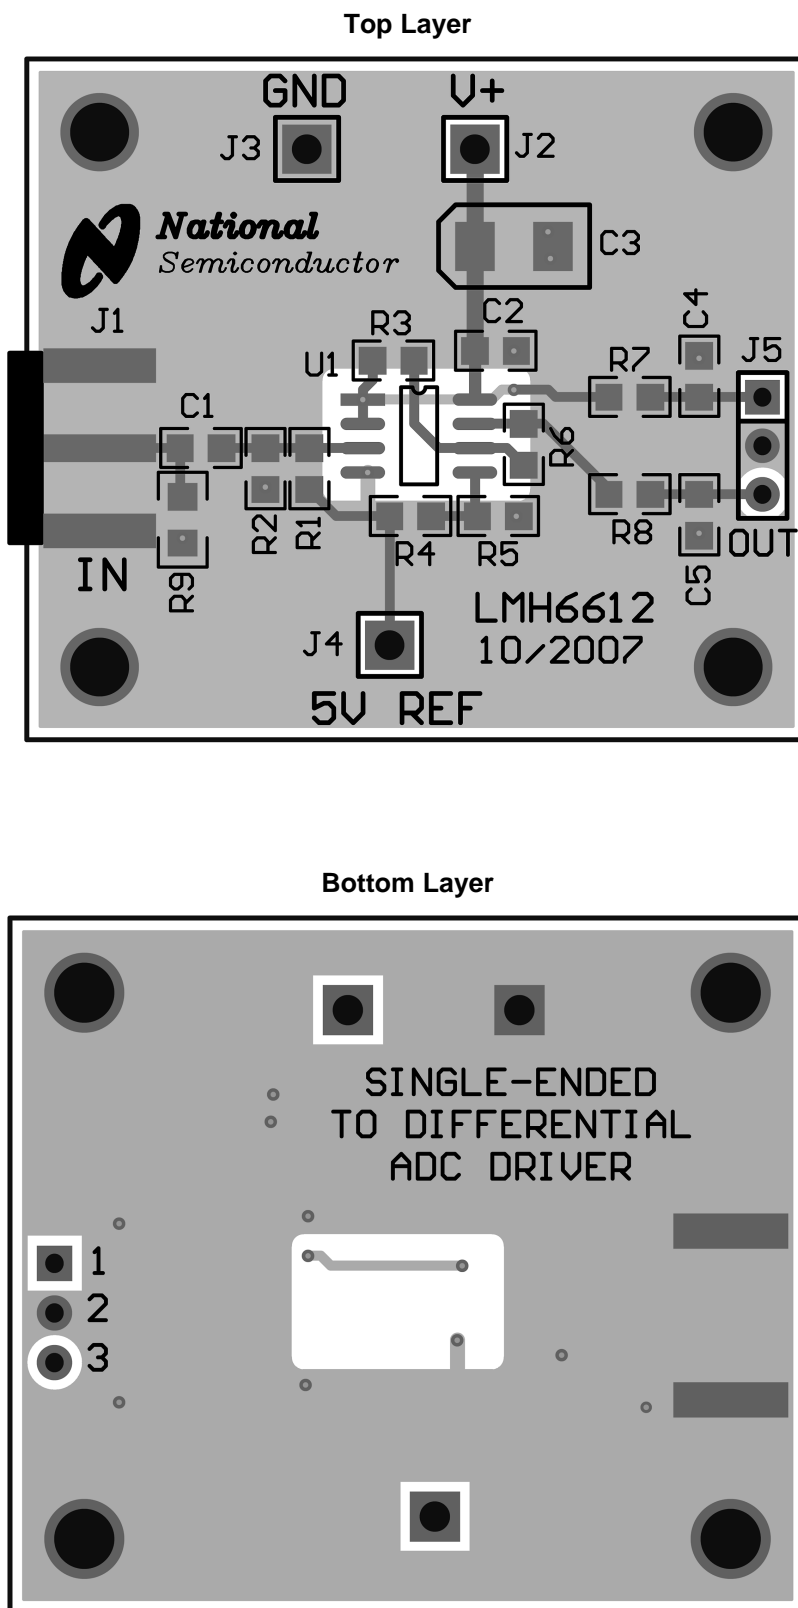 Top Layer
GND V+
J3 J2
National
Semiconductor
C3
J1 R3 C2 C4
U1 R7 J5
C1
R6
R2 R1 R4 R5 R8 OUT
IN R9 C5
LMH6612
10/2007
J4
5V REF
Bottom Layer
SINGLE-ENDED
TO DIFFERENTIAL
ADC DRIVER
1
2
3